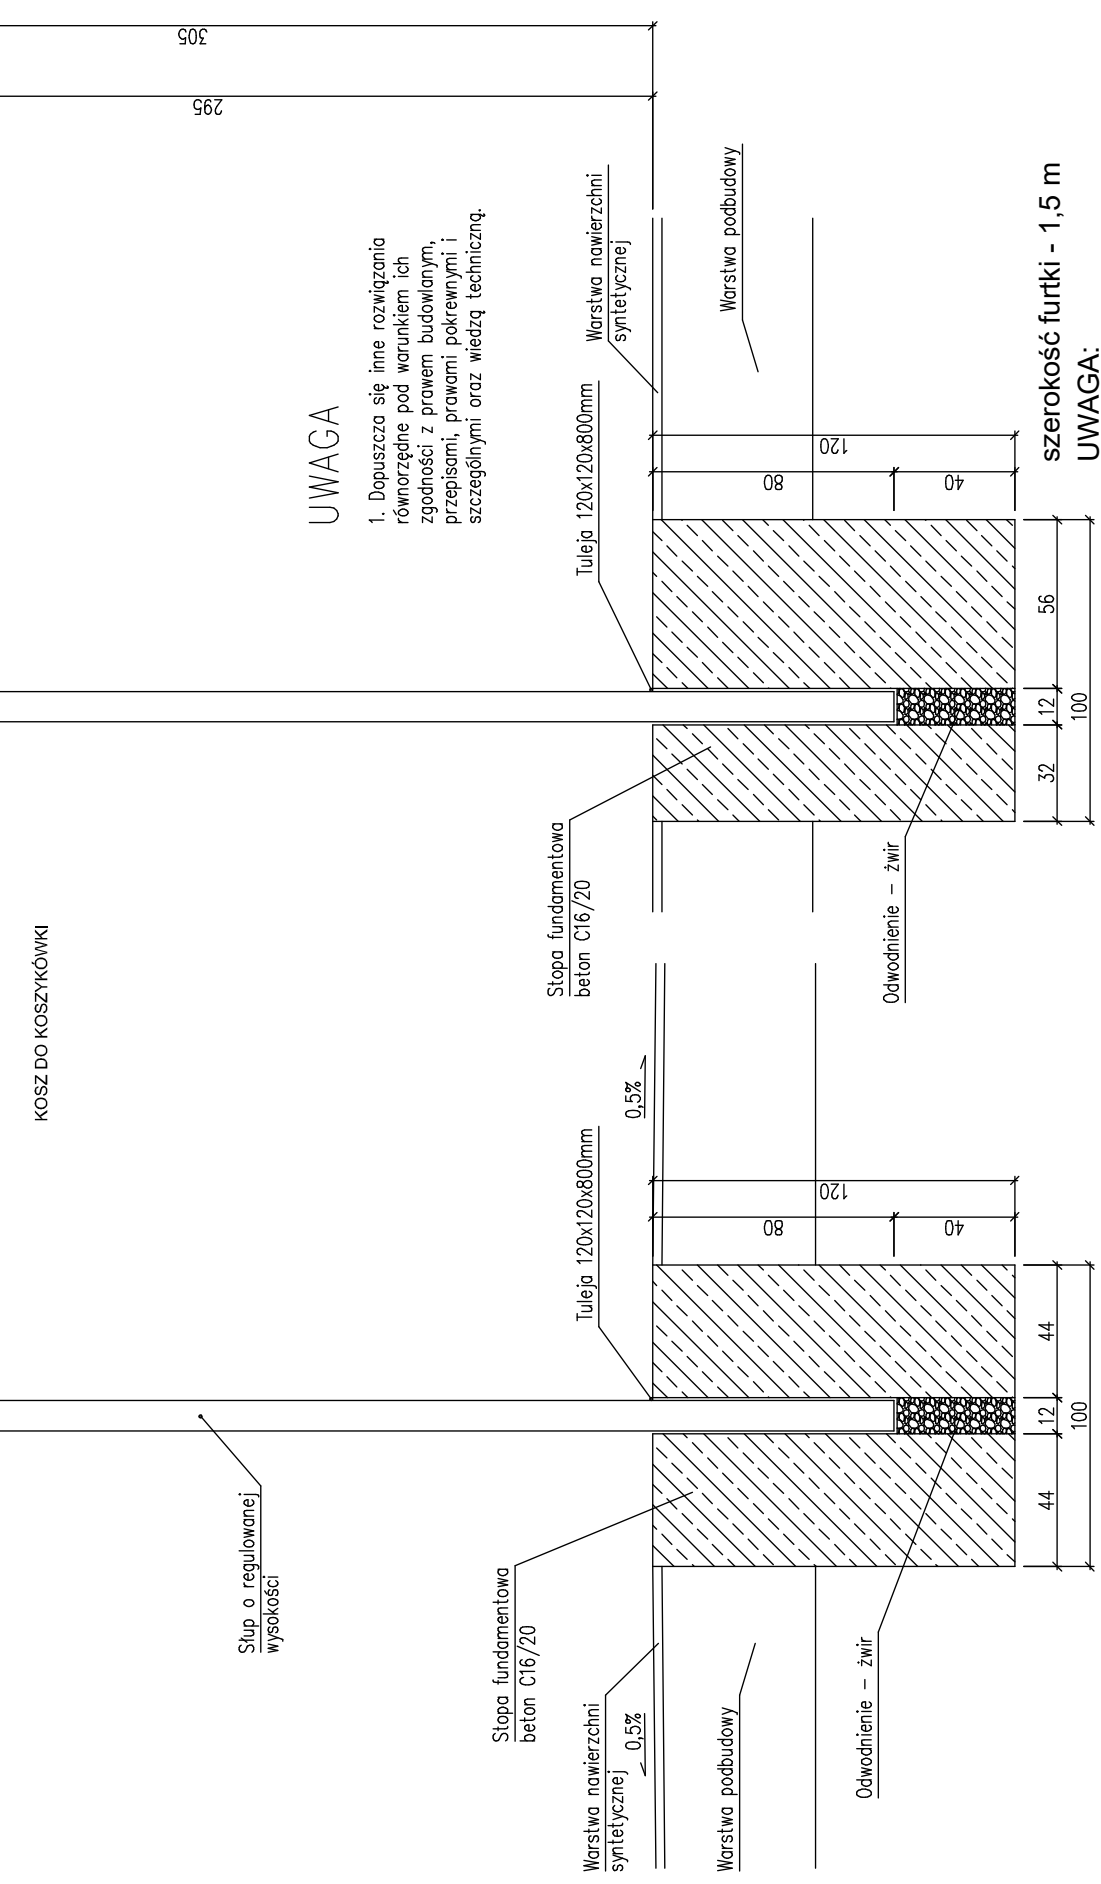 KOSZ DO KOSZYKÓWKI
305
295
UWAGA
1. Dopuszcza się inne rozwiązania
równorzędne pod warunkiem ich
zgodności z prawem budowlanym,
przepisami, prawami pokrewnymi i
szczególnymi oraz wiedzą techniczną.
Słup o regulowanej
wysokości
Stopa fundamentowa
beton C16/20
Tuleja 120x120x800mm
Warstwa nawierzchni
syntetycznej
0,5%
0,5%
Warstwa podbudowy
Odwodnienie – żwir
80
40
120
44
12
44
100
Stopa fundamentowa
beton C16/20
Tuleja 120x120x800mm
Warstwa nawierzchni
syntetycznej
Warstwa podbudowy
Odwodnienie – żwir
80
40
120
32
12
56
100
szerokość furtki - 1,5 m
UWAGA: